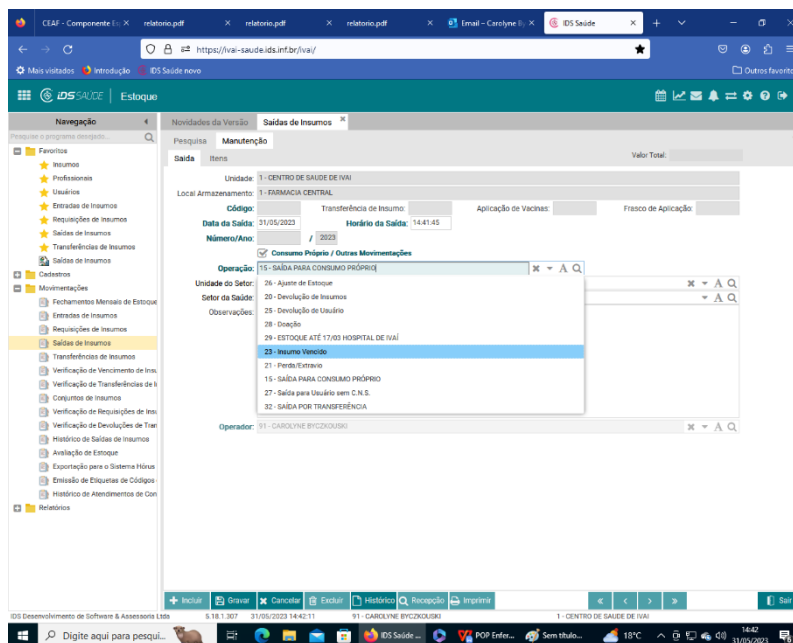 CEAF - Componente Es
relatorio.pdf
relatorio.pdf
relatorio.pdf
Email – Carolyne B
IDS Saúde
https://ivai-saude.ids.inf.br/ivai/
Mais visitados
Introdução
IDS Saúde novo
Outros favorito
IDS SAÚDE | Estoque
Navegação
Novidades da Versão
Saídas de Insumos
Pesquise o programa desejado...
Pesquisa
Manutenção
Saída
Itens
Valor Total:
Favoritos
Insumos
Profissionais
Usuários
Entradas de Insumos
Requisições de Insumos
Saídas de Insumos
Transferências de Insumos
Saídas de Insumos
Cadastros
Movimentações
Fechamentos Mensais de Estoque
Entradas de Insumos
Requisições de Insumos
Saídas de Insumos
Transferências de Insumos
Verificação de Vencimento de Insu
Verificação de Transferências de I
Conjuntos de Insumos
Verificação de Requisições de Insu
Verificação de Devoluções de Tran
Histórico de Saídas de Insumos
Avaliação de Estoque
Exportação para o Sistema Hórus
Emissão de Etiquetas de Códigos
Histórico de Atendimentos de Con
Relatórios
Unidade: 1 - CENTRO DE SAUDE DE IVAI
Local Armazenamento: 1 - FARMACIA CENTRAL
Código:
Transferência de Insumo:
Aplicação de Vacinas:
Frasco de Aplicação:
Data da Saída: 31/05/2023
Horário da Saída: 14:41:45
Número/Ano: / 2023
Consumo Próprio / Outras Movimentações
Operação: 15 - SAÍDA PARA CONSUMO PRÓPRIO
Unidade do Setor:
Setor da Saúde:
Observações:
26 - Ajuste de Estoque
20 - Devolução de Insumos
25 - Devolução de Usuário
28 - Doação
29 - ESTOQUE ATÉ 17/03 HOSPITAL DE IVAÍ
23 - Insumo Vencido
21 - Perda/Extravio
15 - SAÍDA PARA CONSUMO PRÓPRIO
27 - Saída para Usuário sem C.N.S.
32 - SAÍDA POR TRANSFERÊNCIA
Operador: 91 - CAROLYNE BYCZKOUSKI
Incluir
Gravar
Cancelar
Excluir
Histórico
Recepção
Imprimir
Sair
IDS Desenvolvimento de Software & Assessoria Ltda
5.18.1.307
31/05/2023 14:42:11
91 - CAROLYNE BYCZKOUSKI
1 - CENTRO DE SAUDE DE IVAI
Digite aqui para pesqui...
IDS Saúde ...
POP Enfer...
Sem título...
18°C
14:42
31/05/2023